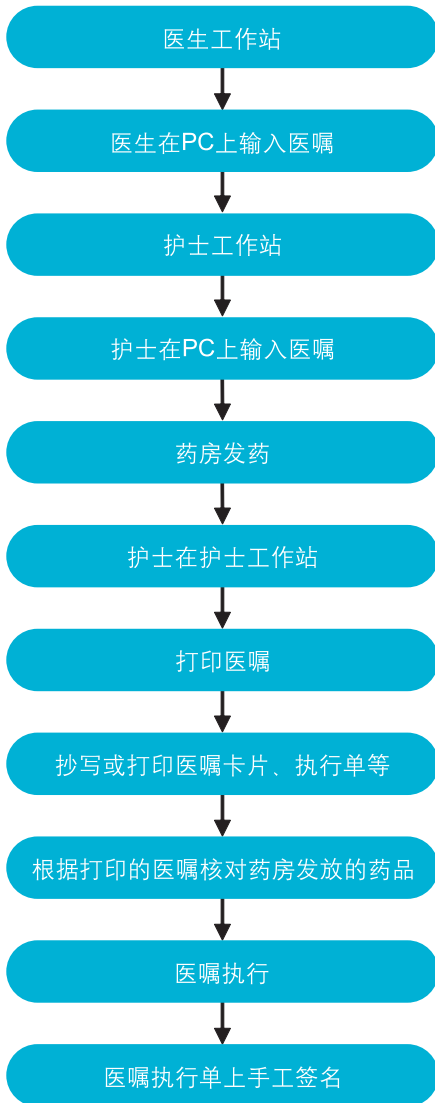 医生工作站
医生在PC上输入医嘱
护士工作站
护士在PC上输入医嘱
药房发药
护士在护士工作站
打印医嘱
抄写或打印医嘱卡片、执行单等
根据打印的医嘱核对药房发放的药品
医嘱执行
医嘱执行单上手工签名